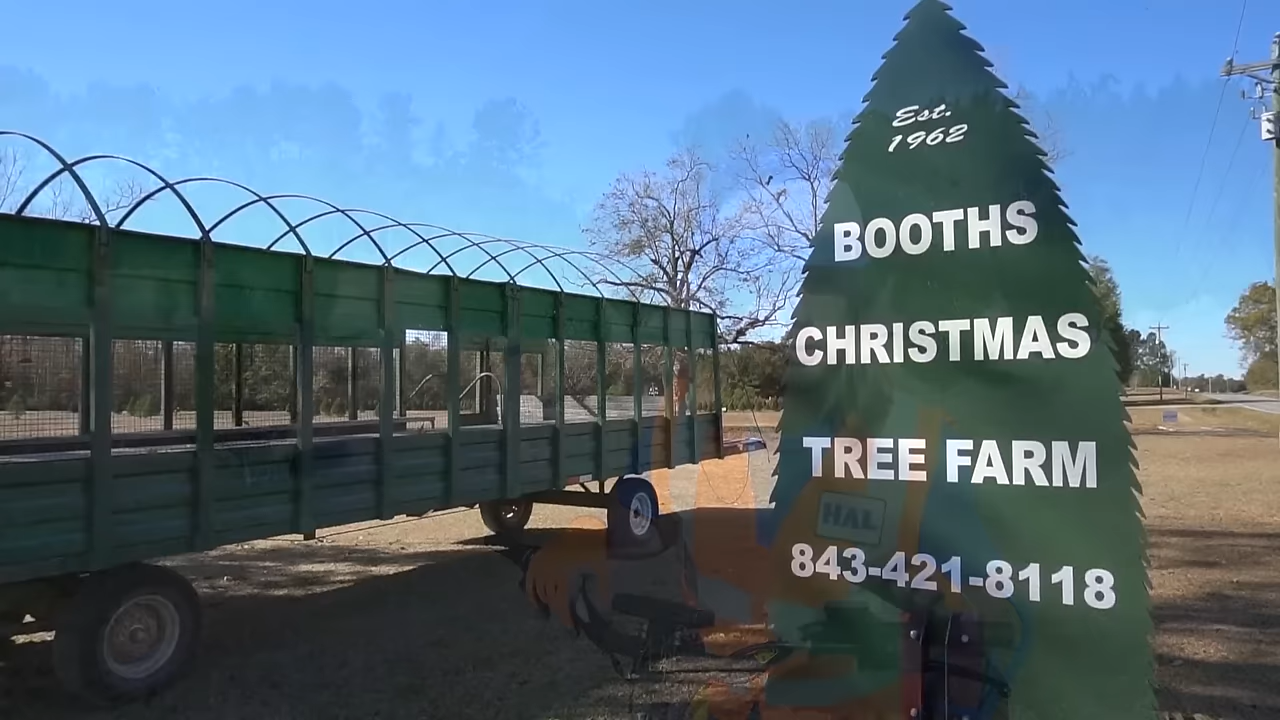 Est.
1962
BOOTHS
CHRISTMAS
TREE FARM
HAL
843-421-8118